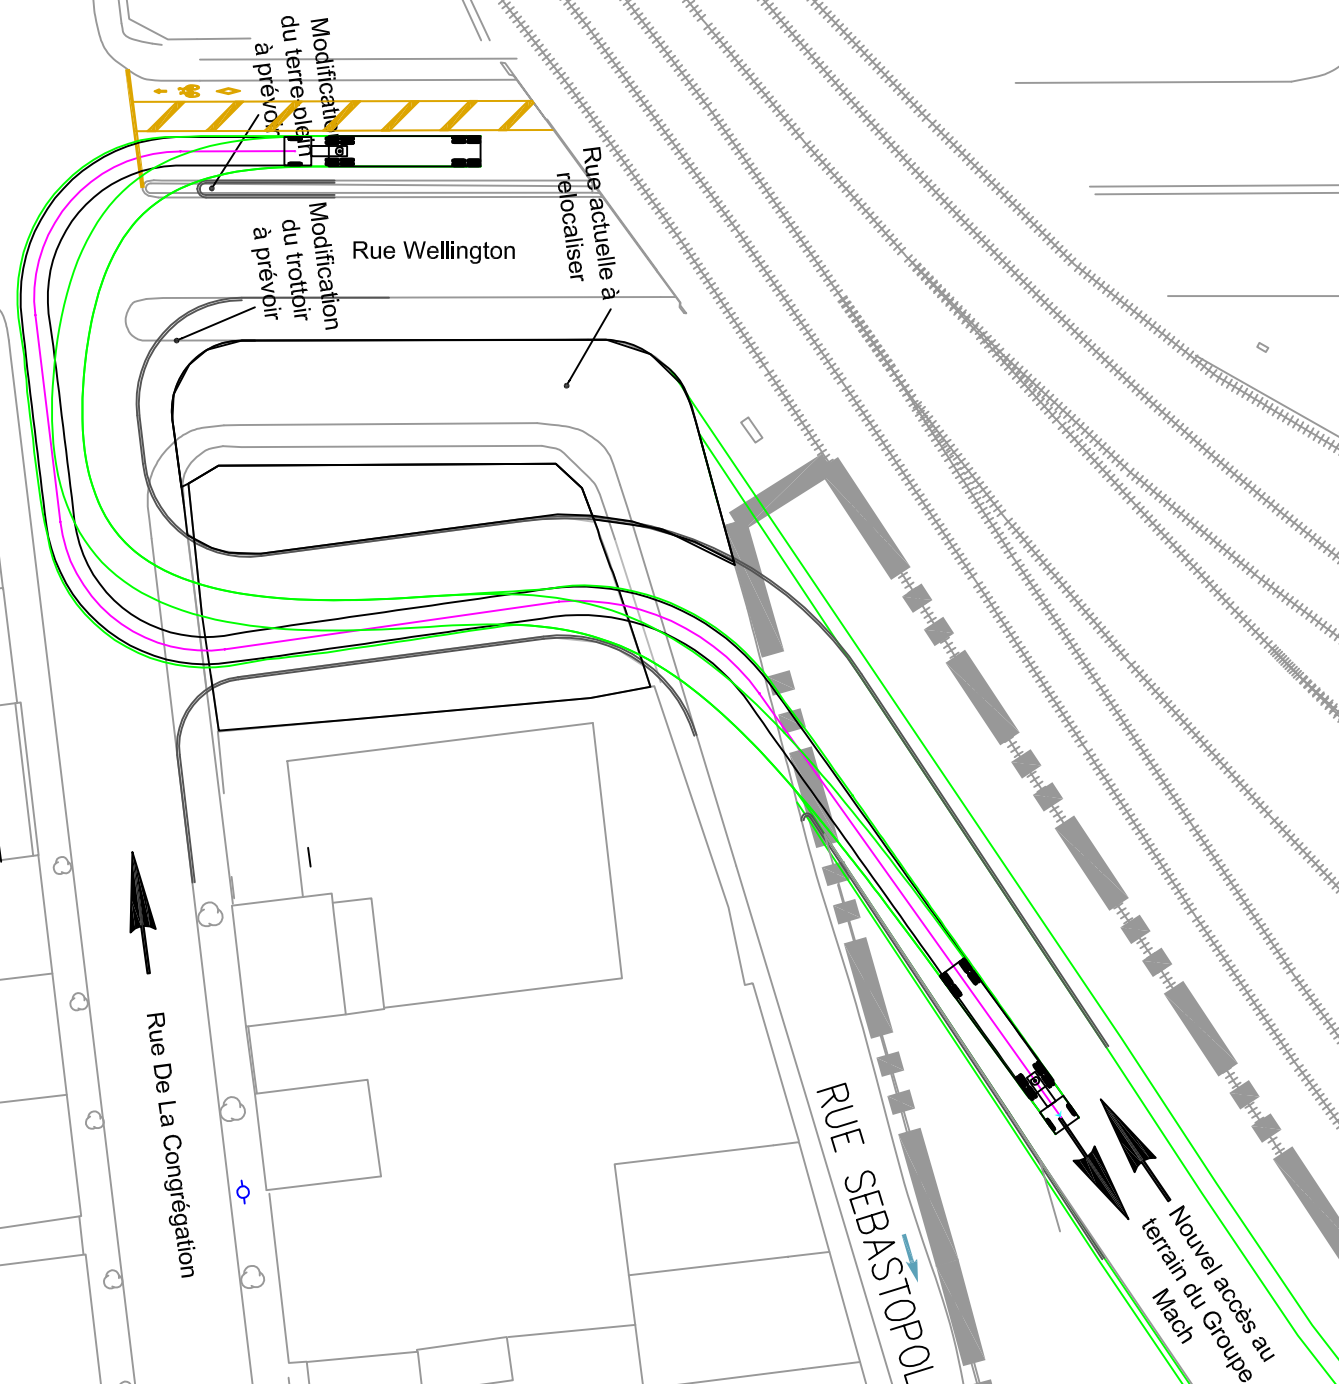 Modification
du terre-plein
à prévoir
Rue actuelle à
relocaliser
Rue Wellington
Modification
du trottoir
à prévoir
Rue De La Congrégation
RUE SEBASTOPOL
Nouvel accès au
terrain du Groupe
Mach